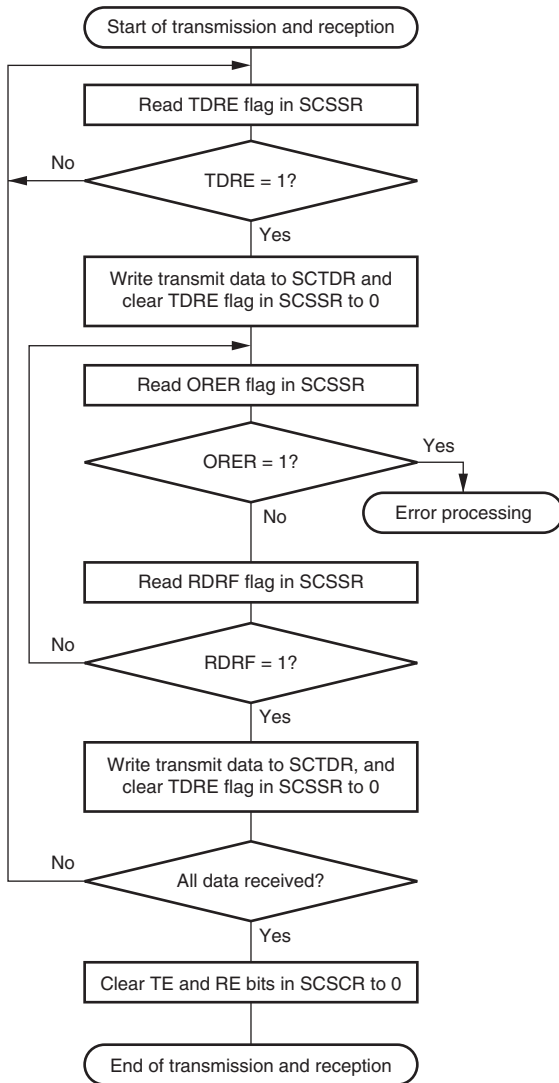 Start of transmission and reception
Read TDRE flag in SCSSR
No
TDRE = 1?
Yes
Write transmit data to SCTDR and
clear TDRE flag in SCSSR to 0
Read ORER flag in SCSSR
Yes
ORER = 1?
Error processing
No
Read RDRF flag in SCSSR
No
RDRF = 1?
Yes
Write transmit data to SCTDR, and
clear TDRE flag in SCSSR to 0
No
All data received?
Yes
Clear TE and RE bits in SCSCR to 0
End of transmission and reception